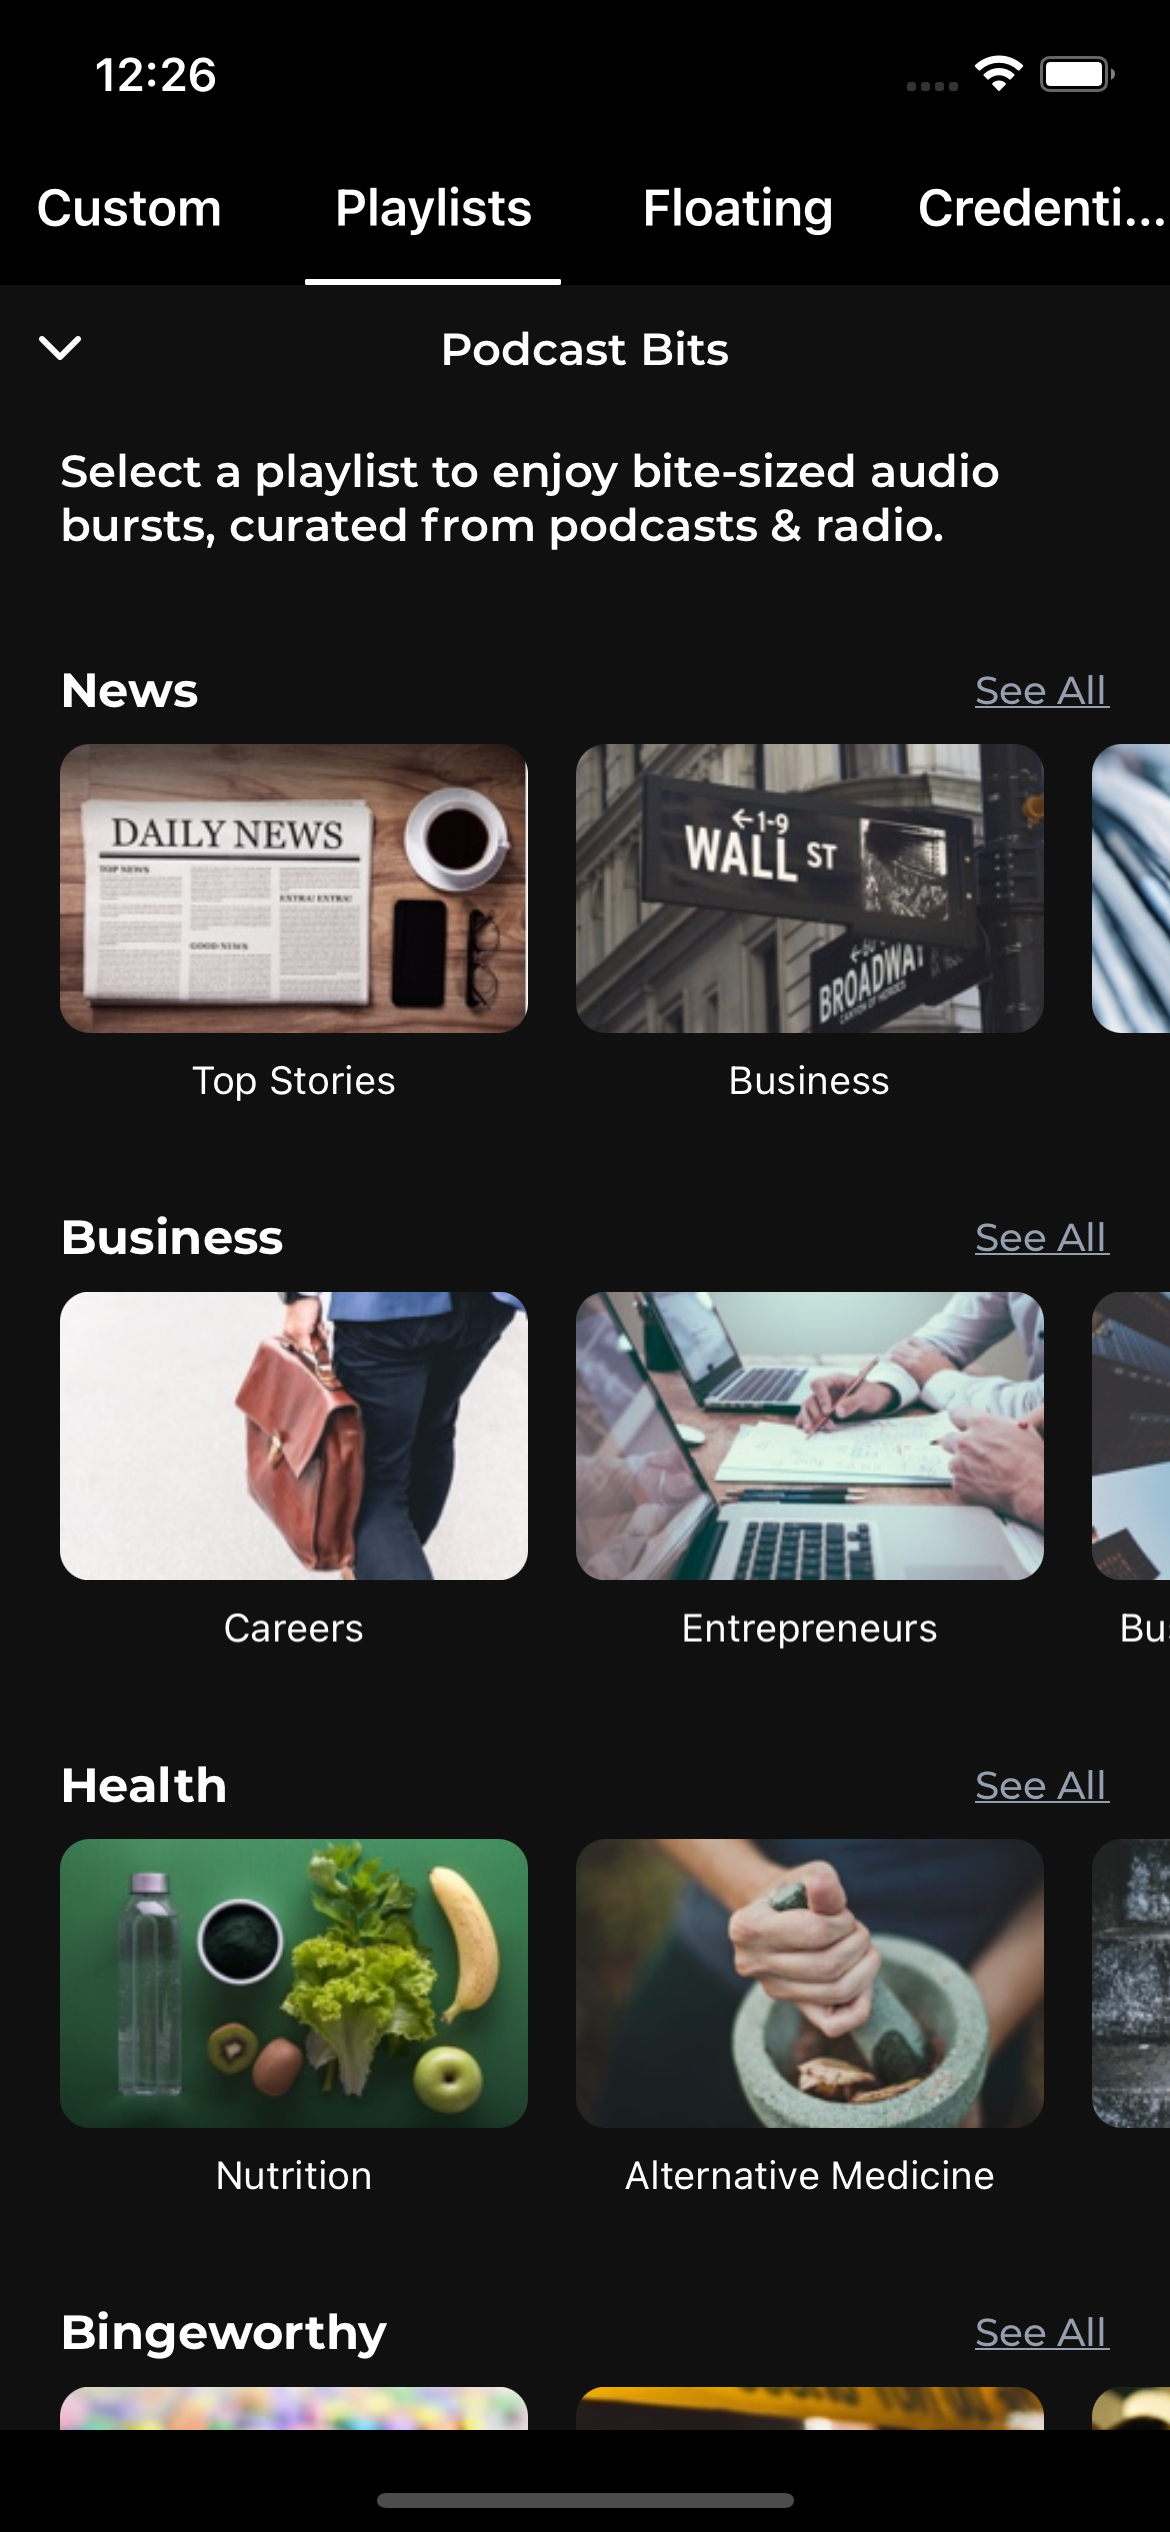 12:26
Custom
Playlists
Floating
Credenti...
Podcast Bits
Select a playlist to enjoy bite-sized audio
bursts, curated from podcasts & radio.
News
See All
DAILY NEWS
TOP NEWS
EXTRA! EXTRA!
GOOD NEWS
←1-9
WALL ST
BROADWAY
Top Stories
Business
Business
See All
Careers
Entrepreneurs
Health
See All
Nutrition
Alternative Medicine
Bingeworthy
See All